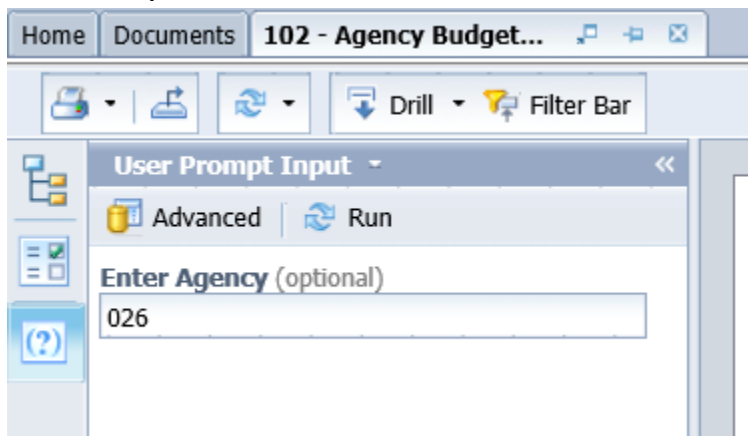 Home Documents 102 - Agency Budget...
Drill Filter Bar
User Prompt Input
Advanced Run
Enter Agency (optional)
026
(?)